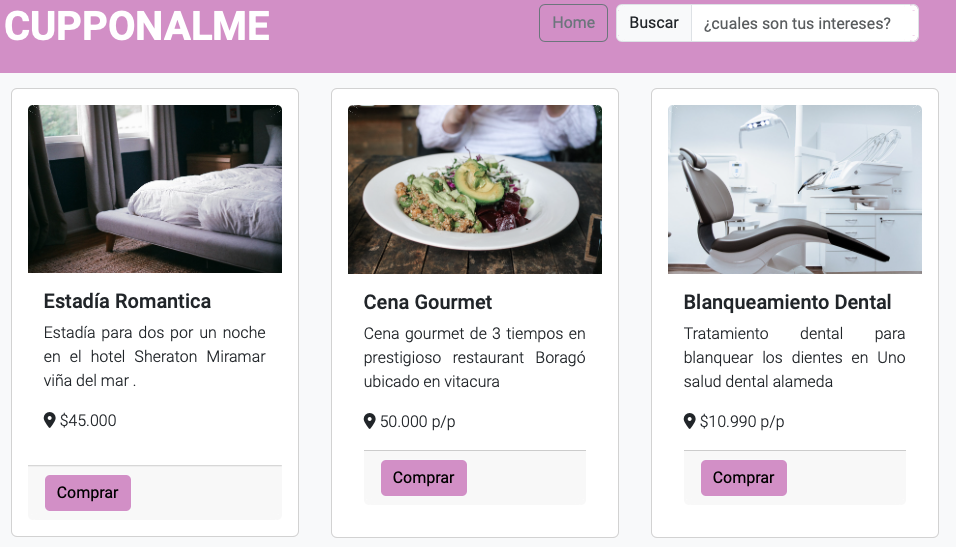 CUPPONALME
Home
Buscar
¿cuales son tus intereses?
Estadía Romantica
Estadía para dos por un noche
en el hotel Sheraton Miramar
viña del mar .
$45.000
Comprar
Cena Gourmet
Cena gourmet de 3 tiempos en
prestigioso restaurant Boragó
ubicado en vitacura
50.000 p/p
Comprar
Blanqueamiento Dental
Tratamiento dental para
blanquear los dientes en Uno
salud dental alameda
$10.990 p/p
Comprar